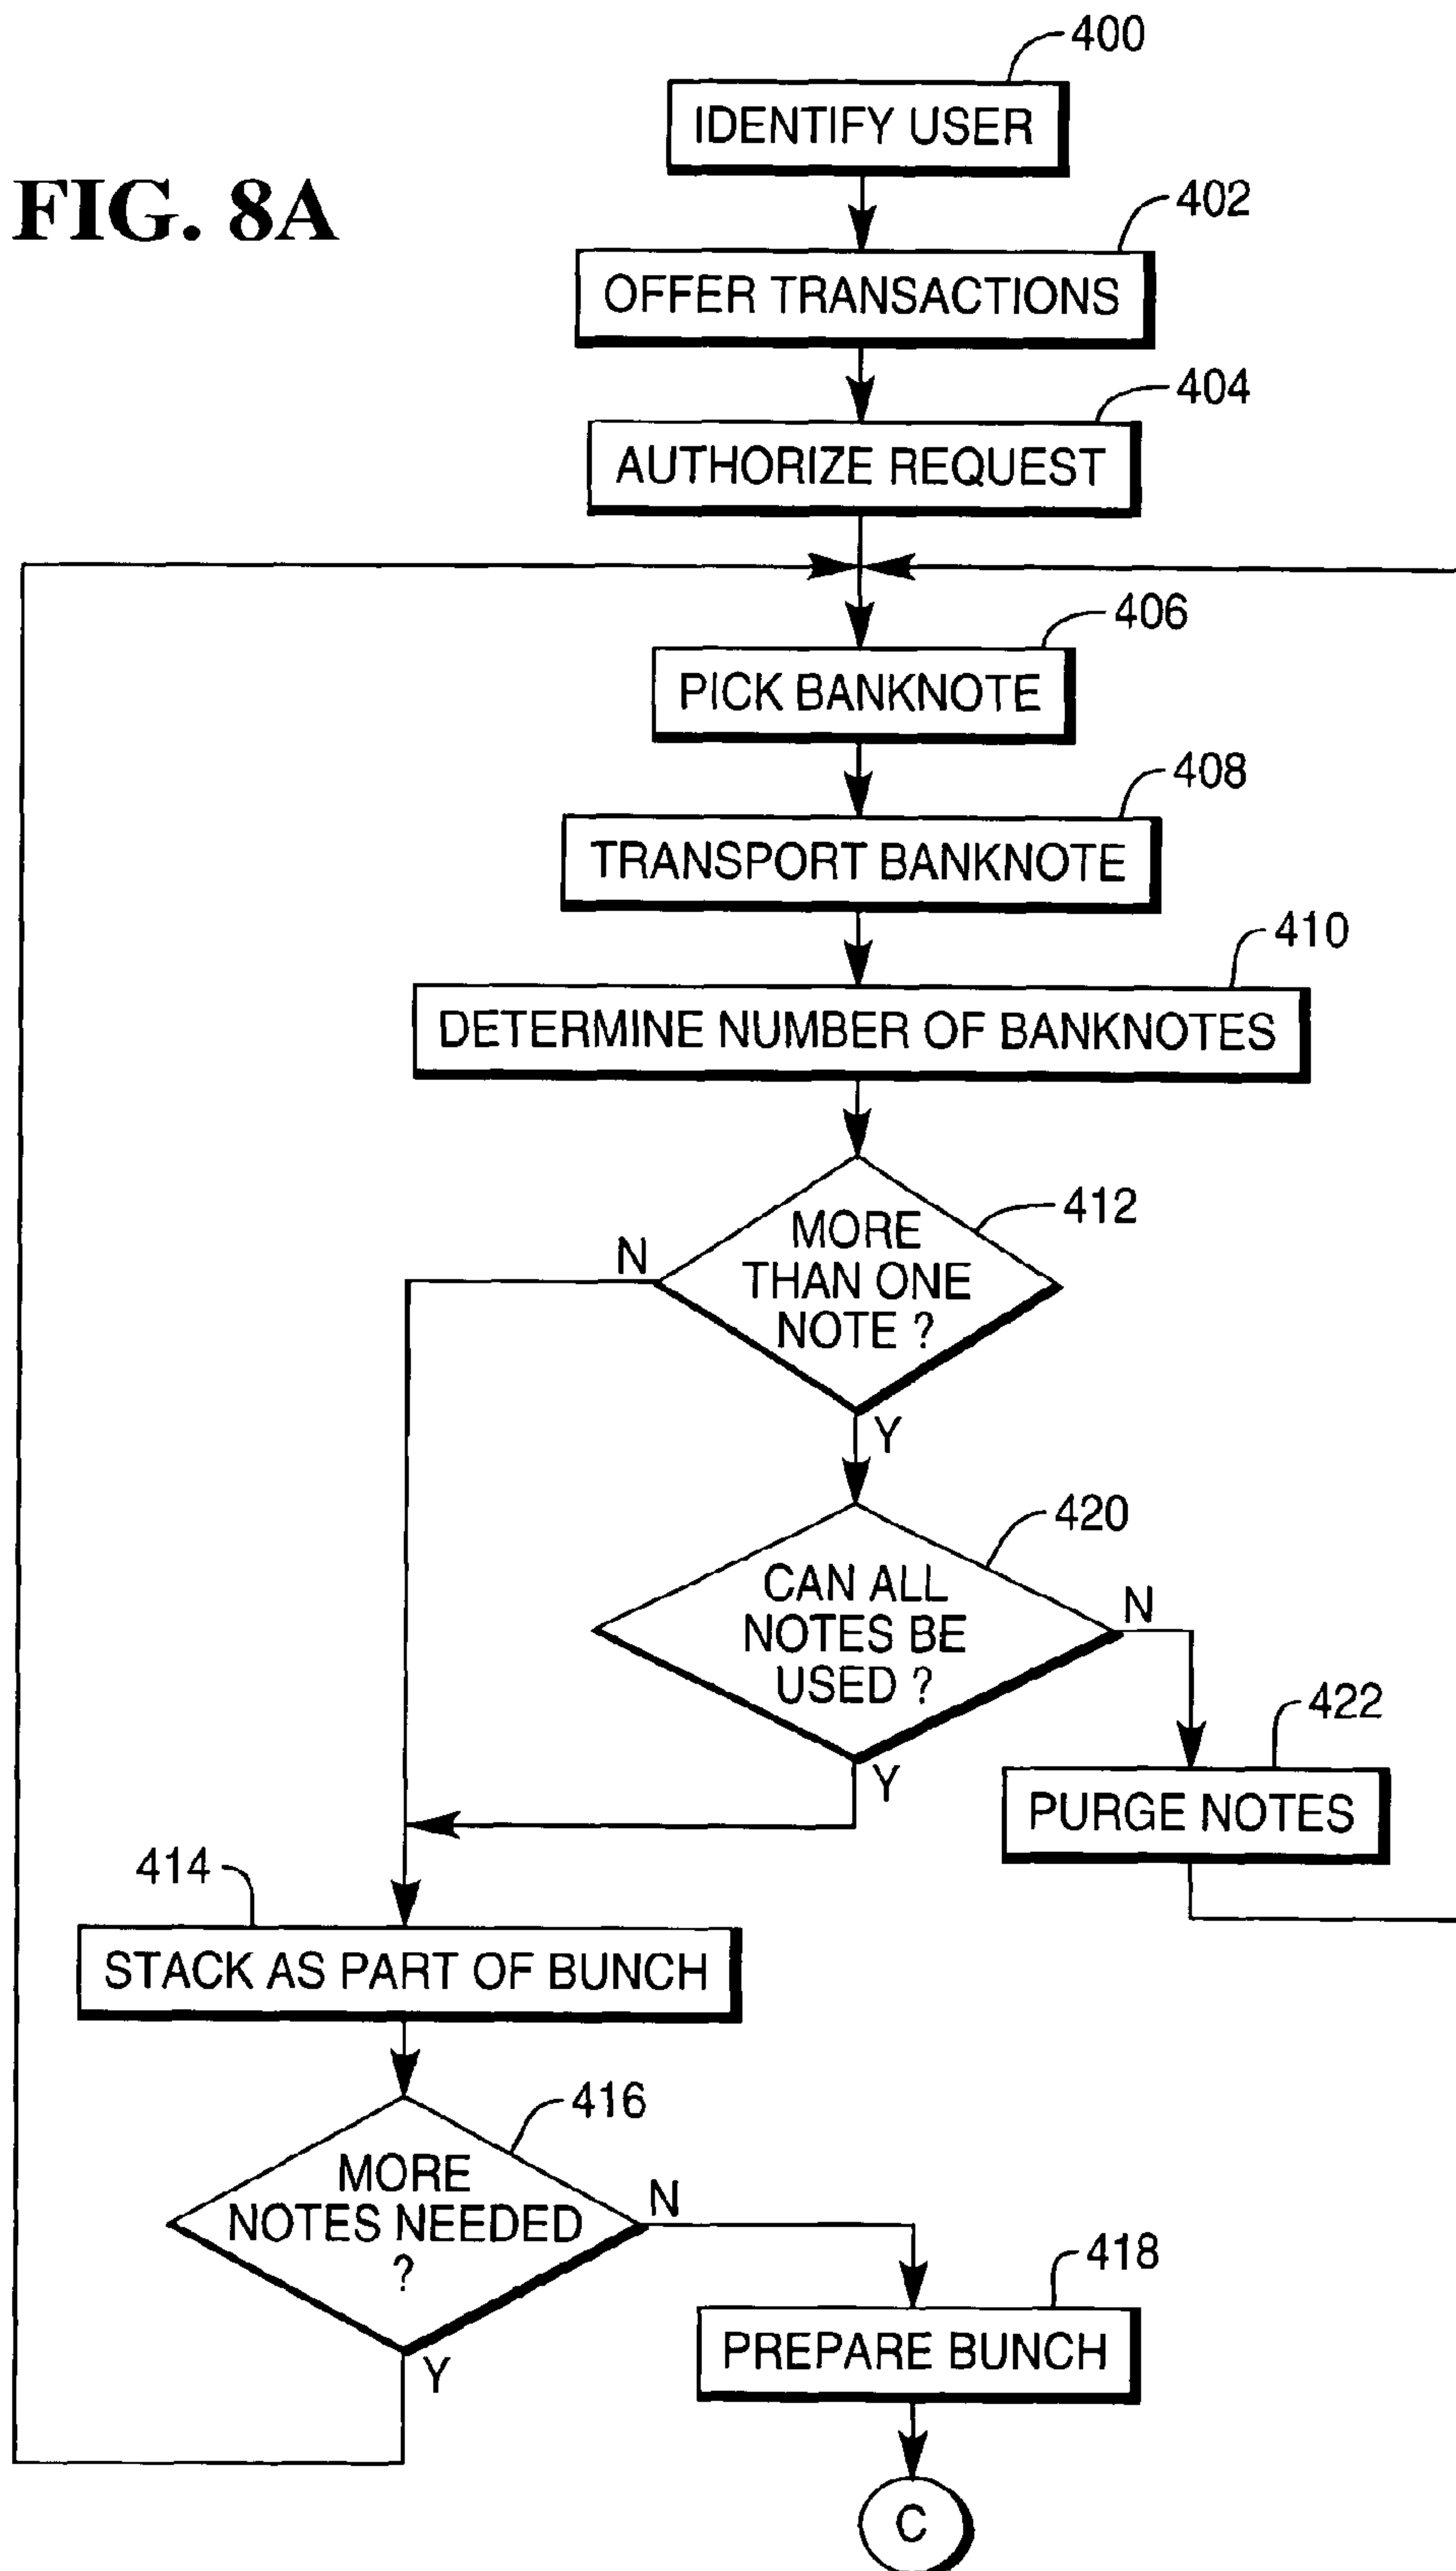 400
IDENTIFY USER
FIG. 8A
402
OFFER TRANSACTIONS
404
AUTHORIZE REQUEST
406
PICK BANKNOTE
408
TRANSPORT BANKNOTE
410
DETERMINE NUMBER OF BANKNOTES
412
MORE
THAN ONE
NOTE ?
N
Y
420
CAN ALL
NOTES BE
USED ?
N
Y
422
PURGE NOTES
414
STACK AS PART OF BUNCH
416
MORE
NOTES NEEDED
?
N
Y
418
PREPARE BUNCH
C